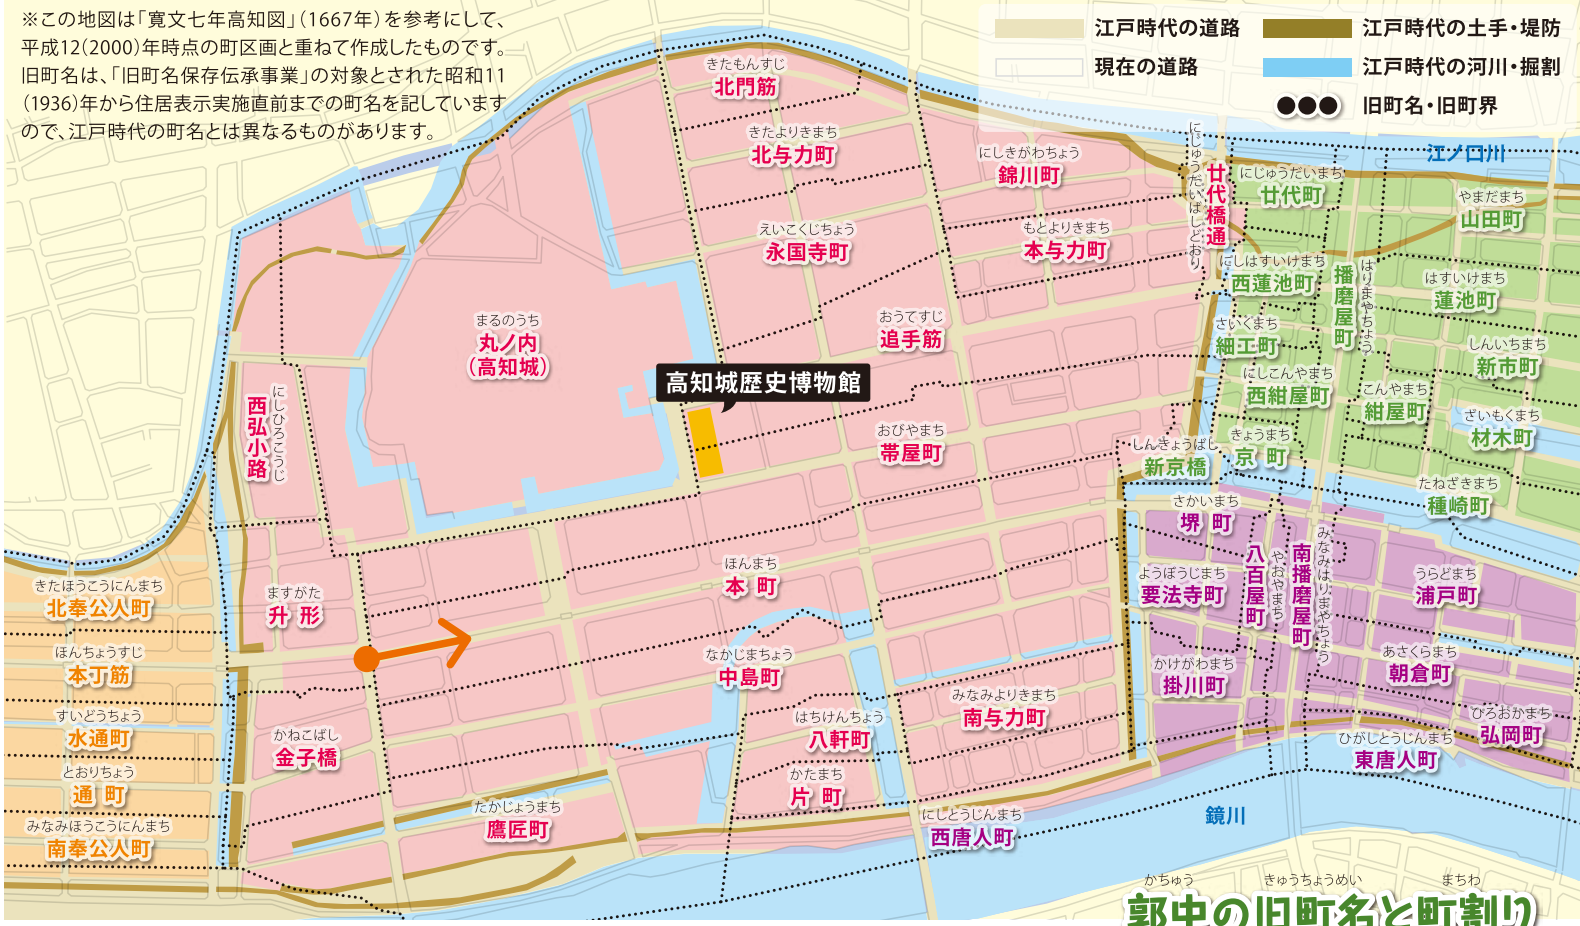 ※この地図は「寛文七年高知図」（1667年）を参考にして、
平成12(2000)年時点の町区画と重ねて作成したものです。
旧町名は、「旧町名保存伝承事業」の対象とされた昭和11
(1936)年から住居表示実施直前までの町名を記しています
ので、江戸時代の町名とは異なるものがあります。
江戸時代の道路
江戸時代の土手・堤防
現在の道路
江戸時代の河川・掘割
旧町名・旧町界
きたもんすじ
北門筋
きたよりきまち
北与力町
にしきがわちょう
錦川町
にじゅうだいばしどおり
廿代橋通
江ノ口川
にじゅうだいまち
廿代町
やまだまち
山田町
えいこくじちょう
永国寺町
もとよりきまち
本与力町
にしはすいけまち
西蓮池町
はりまやちょう
播磨屋町
はすいけまち
蓮池町
まるのうち
丸ノ内
（高知城）
おうてすじ
追手筋
さいくまち
細工町
しんいちまち
新市町
高知城歴史博物館
にしこんやまち
西紺屋町
こんやまち
紺屋町
ざいもくまち
材木町
にしひろこうじ
西弘小路
おびやまち
帯屋町
しんきょうばし
新京橋
きょうまち
京 町
たねざきまち
種崎町
さかいまち
堺 町
きたほうこうにんまち
北奉公人町
ますがた
升 形
ほんまち
本 町
ようぼうじまち
要法寺町
やおやまち
八百屋町
みなみはりまやちょう
南播磨屋町
うらどまち
浦戸町
ほんちょうすじ
本丁筋
なかじまちょう
中島町
かけがわまち
掛川町
あさくらまち
朝倉町
すいどうちょう
水通町
かねこばし
金子橋
はちけんちょう
八軒町
みなみよりきまち
南与力町
ひろおかまち
弘岡町
ひがしとうじんまち
東唐人町
とおりちょう
通 町
かたまち
片 町
たかじょうまち
鷹匠町
にしとうじんまち
西唐人町
鏡川
みなみほうこうにんまち
南奉公人町
かちゅう きゅうちょうめい まちわ
郭中の旧町名と町割り